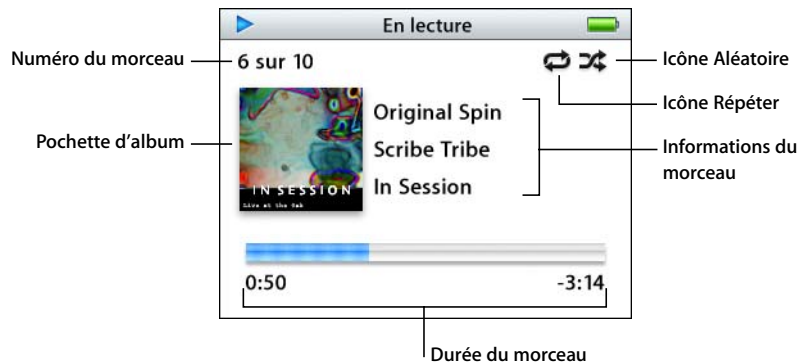 En lecture
Numéro du morceau
6 sur 10
Icône Aléatoire
Icône Répéter
Pochette d'album
Original Spin
Scribe Tribe
In Session
Informations du
morceau
IN SESSION
Live at the Oak
0:50
-3:14
Durée du morceau